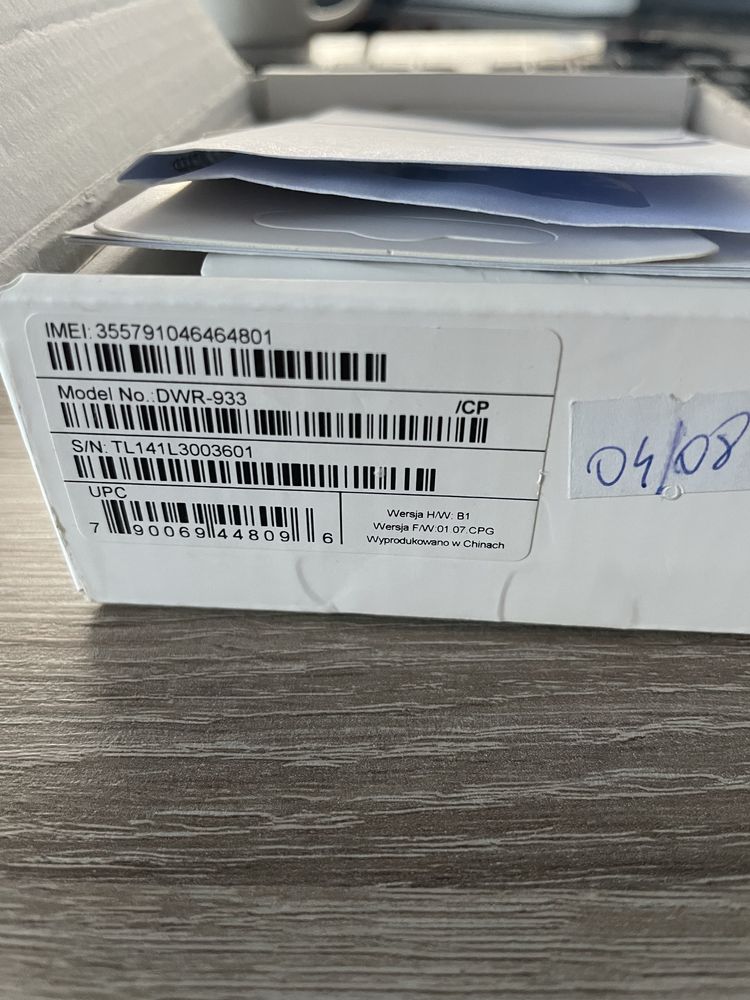 IMEI: 355791046464801
Model No.:DWR-933 /CP
S/N: TL141L3003601
UPC
7 90069 44809 6
Wersja H/W: B1
Wersja F/W:01.07.CPG
Wyprodukowano w Chinach
04/08